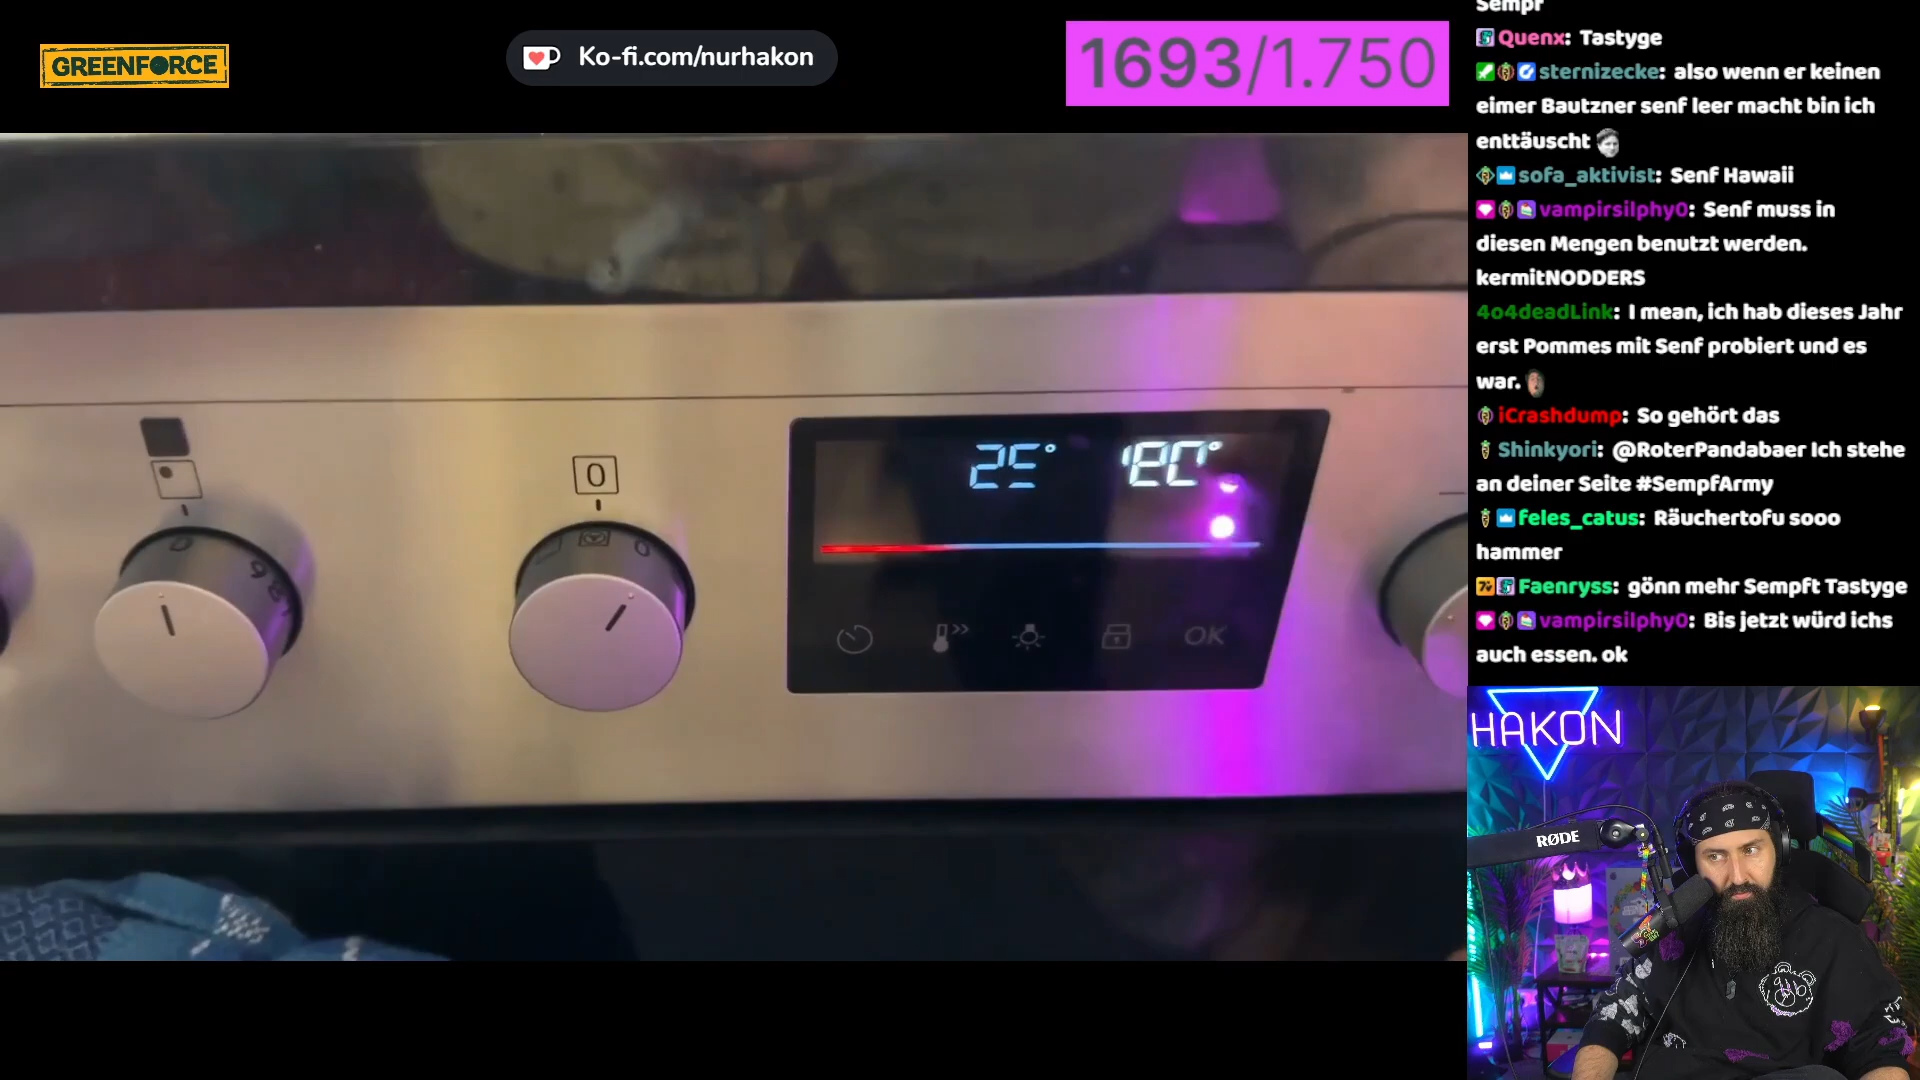 GREENFORCE
Ko-fi.com/nurhakon
1693/1.750
Sempf
Quenx: Tastyge
sternizecke: also wenn er keinen
eimer Bautzner senf leer macht bin ich
enttäuscht
sofa_aktivist: Senf Hawaii
vampirsilphy0: Senf muss in
diesen Mengen benutzt werden.
kermitNODDERS
4o4deadLink: I mean, ich hab dieses Jahr
erst Pommes mit Senf probiert und es
war.
iCrashdump: So gehört das
Shinkyori: @RoterPandabaer Ich stehe
an deiner Seite #SempfArmy
feles_catus: Räuchertofu sooo
hammer
Faenryss: gönn mehr Sempft Tastyge
vampirsilphy0: Bis jetzt würd ichs
auch essen. ok
25° 180°
0
OK
HAKON
RØDE